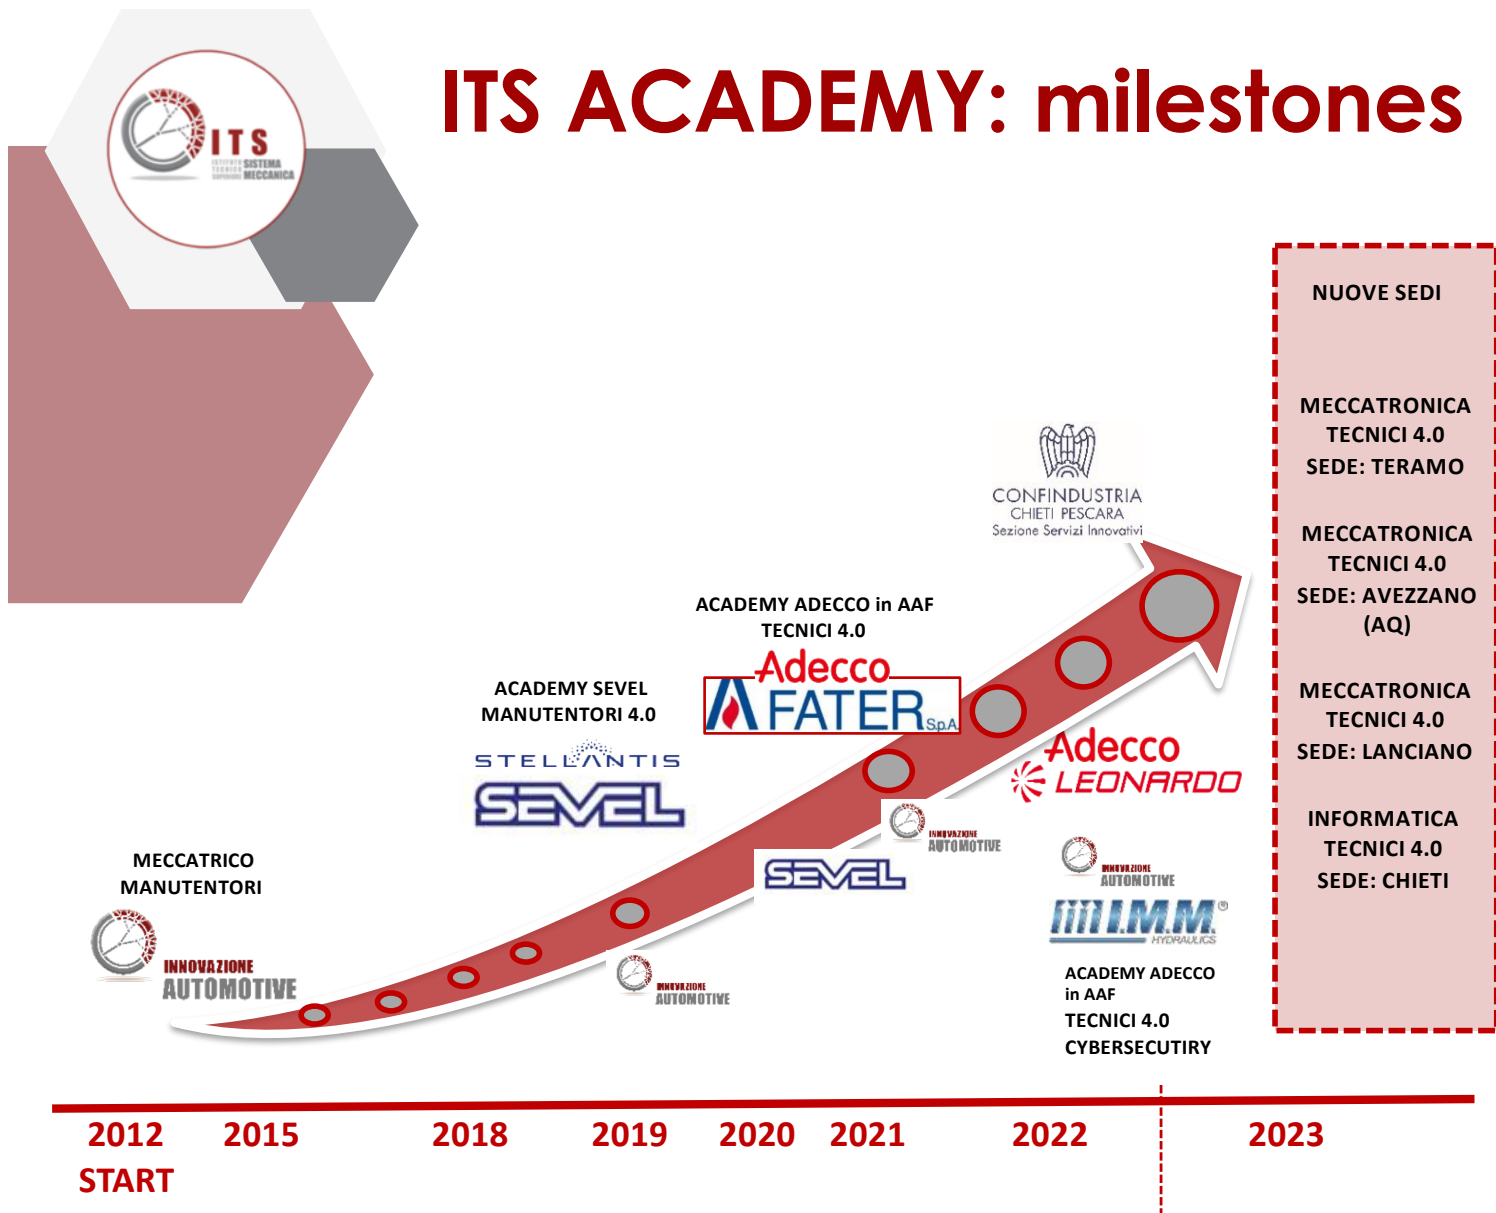 ITS ACADEMY: milestones
ITS
ISTITUTO TECNICO SUPERIORE
SISTEMA MECCANICA
NUOVE SEDI
MECCATRONICA
TECNICI 4.0
SEDE: TERAMO
MECCATRONICA
TECNICI 4.0
SEDE: AVEZZANO
(AQ)
MECCATRONICA
TECNICI 4.0
SEDE: LANCIANO
INFORMATICA
TECNICI 4.0
SEDE: CHIETI
CONFINDUSTRIA
CHIETI PESCARA
Sezione Servizi Innovativi
ACADEMY ADECCO in AAF
TECNICI 4.0
Adecco
FATER S.p.A.
ACADEMY SEVEL
MANUTENTORI 4.0
STELLANTIS
SEVEL
MECCATRICO
MANUTENTORI
INNOVAZIONE
AUTOMOTIVE
INNOVAZIONE
AUTOMOTIVE
SEVEL
INNOVAZIONE
AUTOMOTIVE
Adecco
LEONARDO
INNOVAZIONE
AUTOMOTIVE
I.M.M.®
HYDRAULICS
ACADEMY ADECCO
in AAF
TECNICI 4.0
CYBERSECUTIRY
2012 2015 2018 2019 2020 2021 2022 2023
START